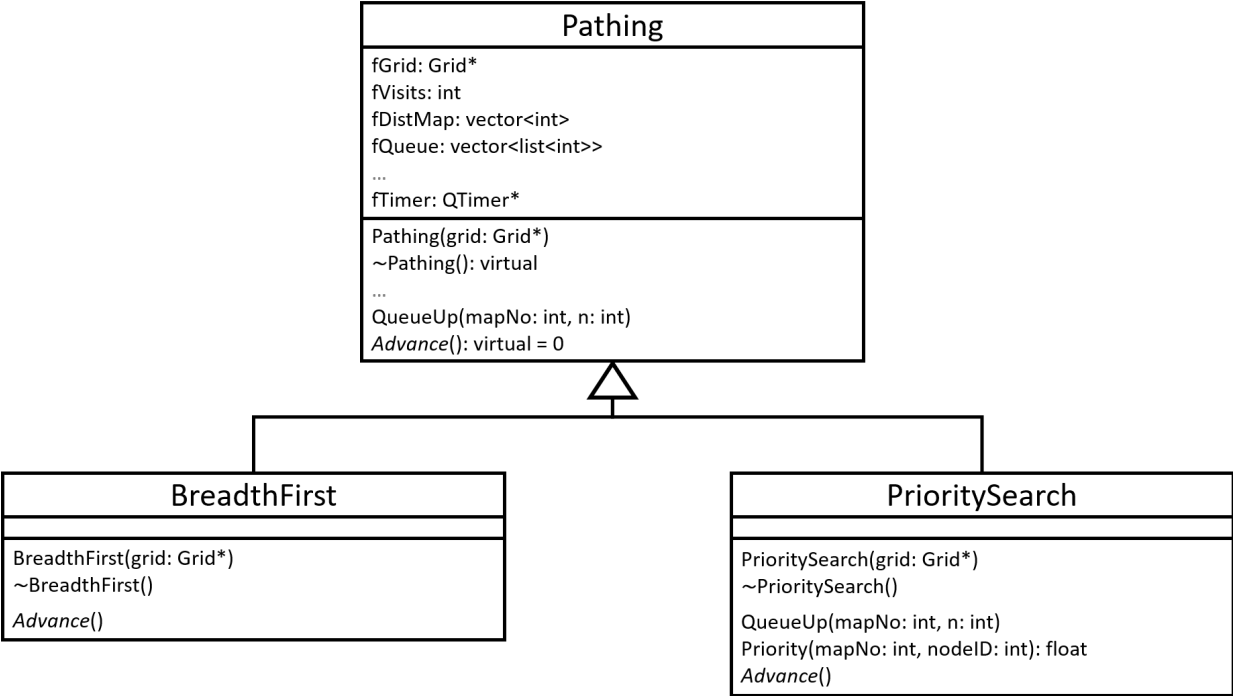 Pathing
fGrid: Grid*
fVisits: int
fDistMap: vector<int>
fQueue: vector<list<int>>
...
fTimer: QTimer*
Pathing(grid: Grid*)
~Pathing(): virtual
...
QueueUp(mapNo: int, n: int)
Advance(): virtual = 0
BreadthFirst
BreadthFirst(grid: Grid*)
~BreadthFirst()
Advance()
PrioritySearch
PrioritySearch(grid: Grid*)
~PrioritySearch()
QueueUp(mapNo: int, n: int)
Priority(mapNo: int, nodeID: int): float
Advance()